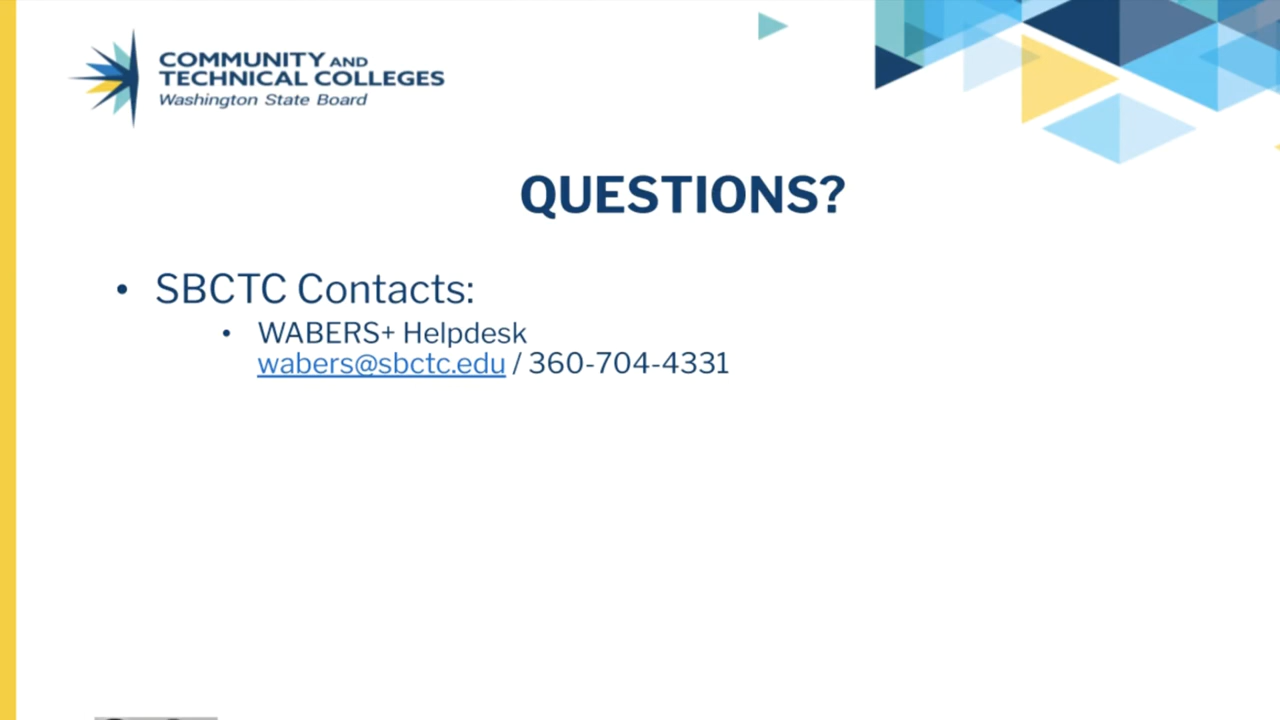 COMMUNITY AND
TECHNICAL COLLEGES
Washington State Board
QUESTIONS?
• SBCTC Contacts:
• WABERS+ Helpdesk
wabers@sbctc.edu / 360-704-4331